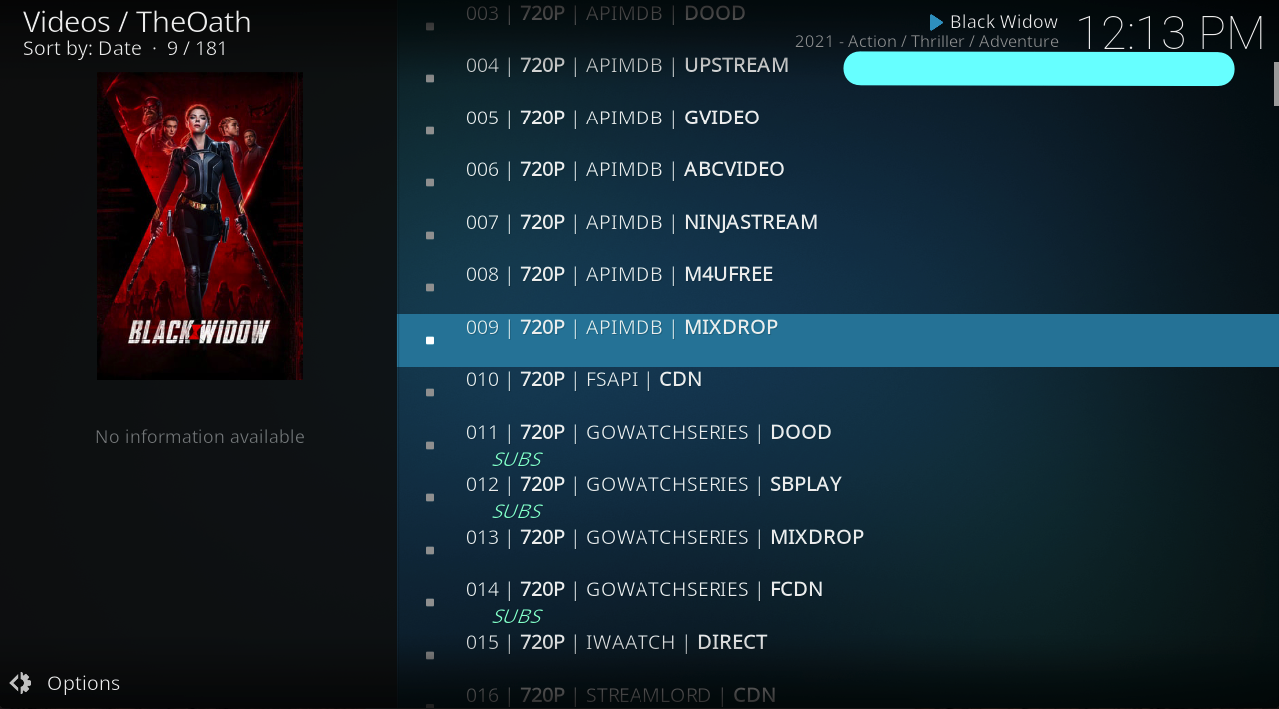 Videos / TheOath
Sort by: Date · 9 / 181
Black Widow
2021 - Action / Thriller / Adventure
12:13 PM
BLACK WIDOW
No information available
003 | 720P | APIMDB | DOOD
004 | 720P | APIMDB | UPSTREAM
005 | 720P | APIMDB | GVIDEO
006 | 720P | APIMDB | ABCVIDEO
007 | 720P | APIMDB | NINJASTREAM
008 | 720P | APIMDB | M4UFREE
009 | 720P | APIMDB | MIXDROP
010 | 720P | FSAPI | CDN
011 | 720P | GOWATCHSERIES | DOOD
SUBS
012 | 720P | GOWATCHSERIES | SBPLAY
SUBS
013 | 720P | GOWATCHSERIES | MIXDROP
014 | 720P | GOWATCHSERIES | FCDN
SUBS
015 | 720P | IWAATCH | DIRECT
016 | 720P | STREAMLORD | CDN
Options